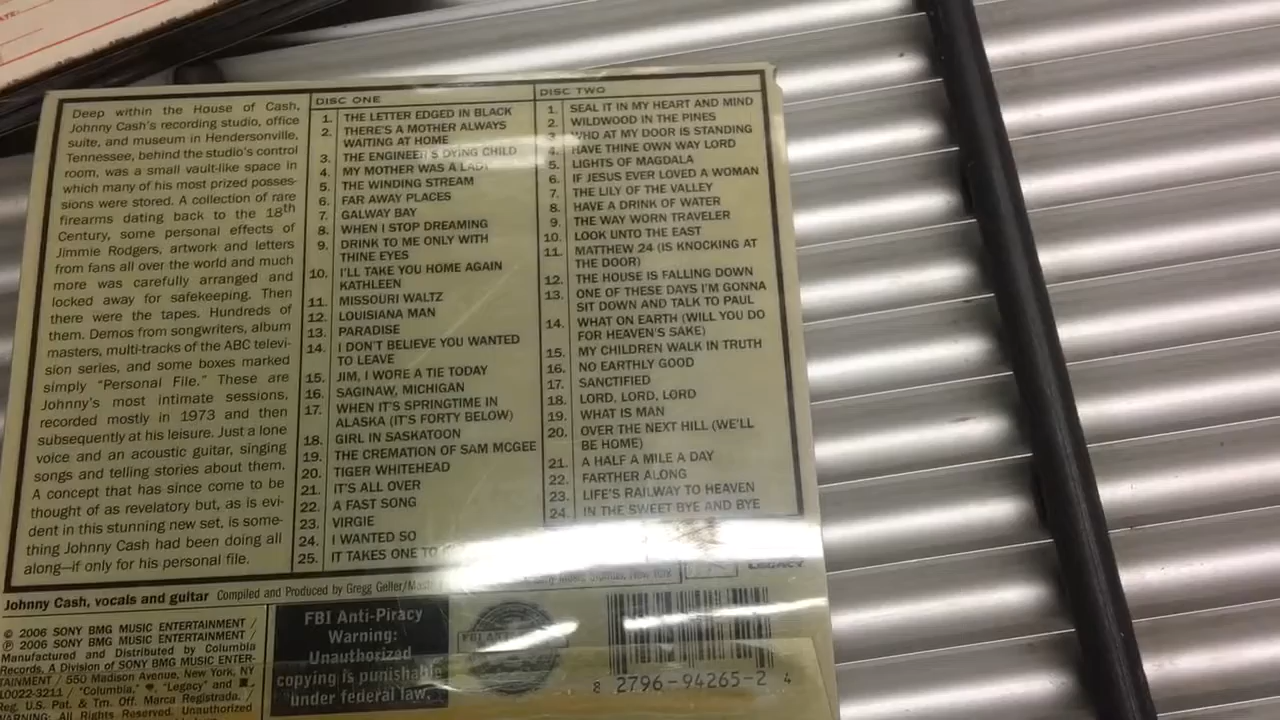 ATE:
Deep within the House of Cash,
Johnny Cash's recording studio, office
suite, and museum in Hendersonville,
Tennessee, behind the studio's control
room, was a small vault-like space in
which many of his most prized posses-
sions were stored. A collection of rare
firearms dating back to the 18th
Century, some personal effects of
Jimmie Rodgers, artwork and letters
from fans all over the world and much
more was carefully arranged and
locked away for safekeeping. Then
there were the tapes. Hundreds of
them. Demos from songwriters, album
masters, multi-tracks of the ABC televi-
sion series, and some boxes marked
simply "Personal File." These are
Johnny's most intimate sessions,
recorded mostly in 1973 and then
subsequently at his leisure. Just a lone
voice and an acoustic guitar, singing
songs and telling stories about them.
A concept that has since come to be
thought of as revelatory but, as is evi-
dent in this stunning new set, is some-
thing Johnny Cash had been doing all
along—if only for his personal file.
DISC ONE
1. THE LETTER EDGED IN BLACK
2. THERE'S A MOTHER ALWAYS
WAITING AT HOME
3. THE ENGINEER'S DYING CHILD
4. MY MOTHER WAS A LADY
5. THE WINDING STREAM
6. FAR AWAY PLACES
7. GALWAY BAY
8. WHEN I STOP DREAMING
9. DRINK TO ME ONLY WITH
THINE EYES
10. I'LL TAKE YOU HOME AGAIN
KATHLEEN
11. MISSOURI WALTZ
12. LOUISIANA MAN
13. PARADISE
14. I DON'T BELIEVE YOU WANTED
TO LEAVE
15. JIM, I WORE A TIE TODAY
16. SAGINAW, MICHIGAN
17. WHEN IT'S SPRINGTIME IN
ALASKA (IT'S FORTY BELOW)
18. GIRL IN SASKATOON
19. THE CREMATION OF SAM MCGEE
20. TIGER WHITEHEAD
21. IT'S ALL OVER
22. A FAST SONG
23. VIRGIE
24. I WANTED SO
25. IT TAKES ONE TO
DISC TWO
1. SEAL IT IN MY HEART AND MIND
2. WILDWOOD IN THE PINES
3. WHO AT MY DOOR IS STANDING
4. HAVE THINE OWN WAY LORD
5. LIGHTS OF MAGDALA
6. IF JESUS EVER LOVED A WOMAN
7. THE LILY OF THE VALLEY
8. HAVE A DRINK OF WATER
9. THE WAY WORN TRAVELER
10. LOOK UNTO THE EAST
11. MATTHEW 24 (IS KNOCKING AT
THE DOOR)
12. THE HOUSE IS FALLING DOWN
13. ONE OF THESE DAYS I'M GONNA
SIT DOWN AND TALK TO PAUL
14. WHAT ON EARTH (WILL YOU DO
FOR HEAVEN'S SAKE)
15. MY CHILDREN WALK IN TRUTH
16. NO EARTHLY GOOD
17. SANCTIFIED
18. LORD, LORD, LORD
19. WHAT IS MAN
20. OVER THE NEXT HILL (WE'LL
BE HOME)
21. A HALF A MILE A DAY
22. FARTHER ALONG
23. LIFE'S RAILWAY TO HEAVEN
24. IN THE SWEET BYE AND BYE
Johnny Cash, vocals and guitar Compiled and Produced by Gregg Geller/
New York
LEGACY
© 2006 SONY BMG MUSIC ENTERTAINMENT /
℗ 2006 SONY BMG MUSIC ENTERTAINMENT /
Manufactured and Distributed by Columbia
Records, A Division of SONY BMG MUSIC ENTER-
TAINMENT / 550 Madison Avenue, New York, NY
10022-3211 / "Columbia," "Legacy" and
Reg. U.S. Pat. & Tm. Off. Marca Registrada. /
WARNING: All Rights Reserved. Unauthorized
FBI Anti-Piracy
Warning:
Unauthorized
copying is punishable
under federal law.
8 2796-94265-2 4